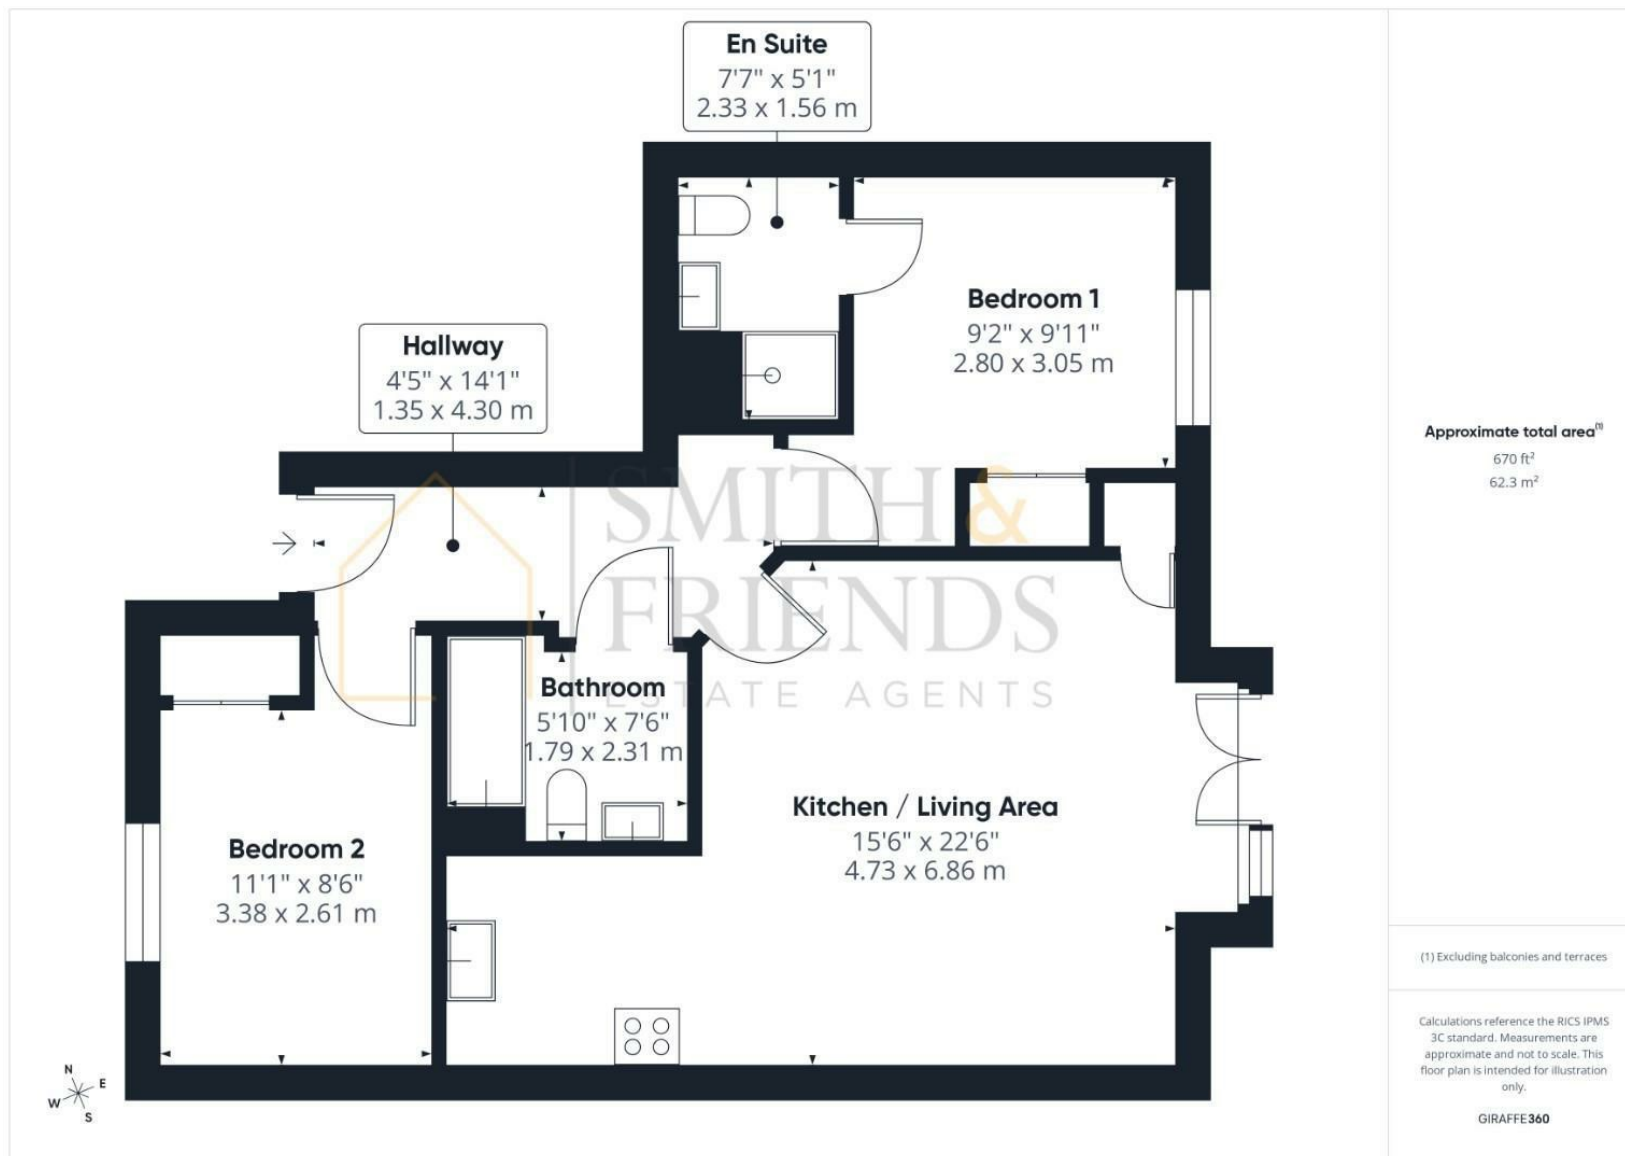 En Suite
7'7" x 5'1"
2.33 x 1.56 m
Hallway
4'5" x 14'1"
1.35 x 4.30 m
Bedroom 1
9'2" x 9'11"
2.80 x 3.05 m
SMITH &
FRIENDS
ESTATE AGENTS
Bathroom
5'10" x 7'6"
1.79 x 2.31 m
Kitchen / Living Area
15'6" x 22'6"
4.73 x 6.86 m
Bedroom 2
11'1" x 8'6"
3.38 x 2.61 m
N
E
W
S
Approximate total area(1)
670 ft²
62.3 m²
(1) Excluding balconies and terraces
Calculations reference the RICS IPMS
3C standard. Measurements are
approximate and not to scale. This
floor plan is intended for illustration
only.
GIRAFFE360